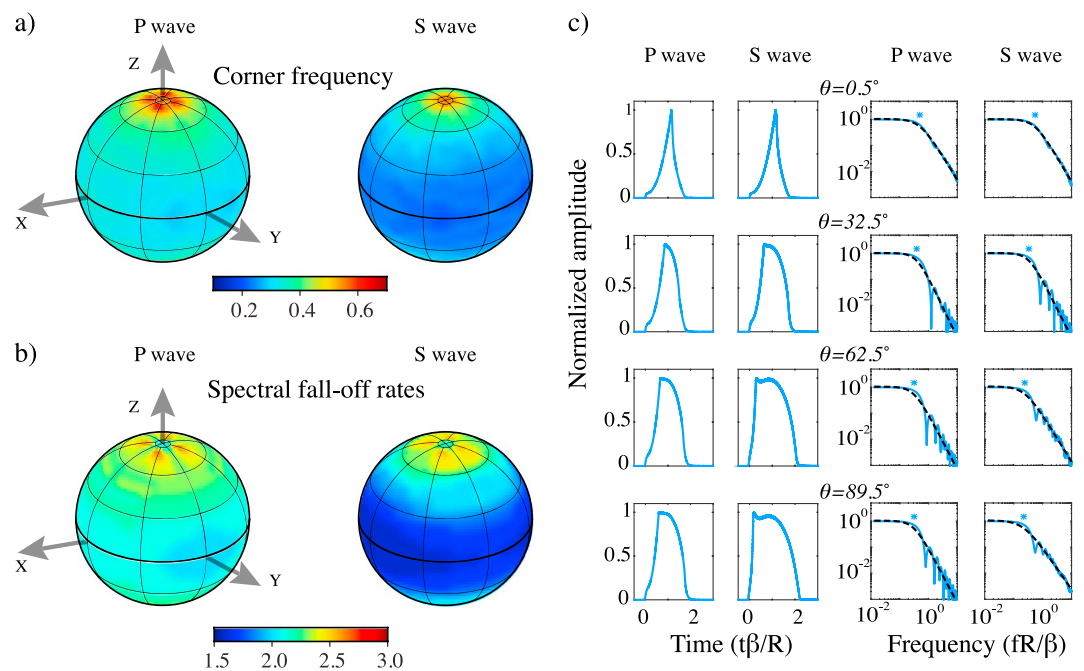 a)
P wave
S wave
Z
Corner frequency
X
Y
0.2 0.4 0.6
b)
P wave
S wave
Spectral fall-off rates
Z
X
Y
1.5 2.0 2.5 3.0
c)
P wave S wave P wave S wave
θ=0.5°
1
0.5
0
10^0
10^-2
θ=32.5°
1
0.5
0
10^0
10^-2
θ=62.5°
1
0.5
0
10^0
10^-2
θ=89.5°
1
0.5
0
10^0
10^-2
Normalized amplitude
0 2 0 2
10^-2 10^0 10^-2 10^0
Time (tβ/R)
Frequency (fR/β)